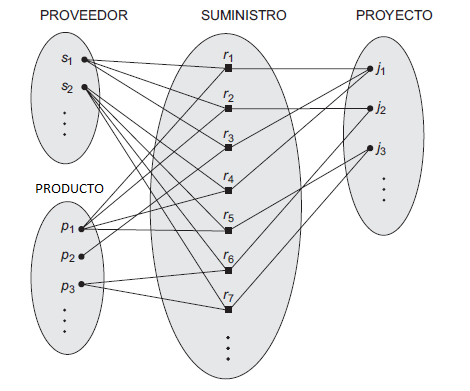 PROVEEDOR
SUMINISTRO
PROYECTO
s1
s2
PRODUCTO
p1
p2
p3
r1
r2
r3
r4
r5
r6
r7
j1
j2
j3